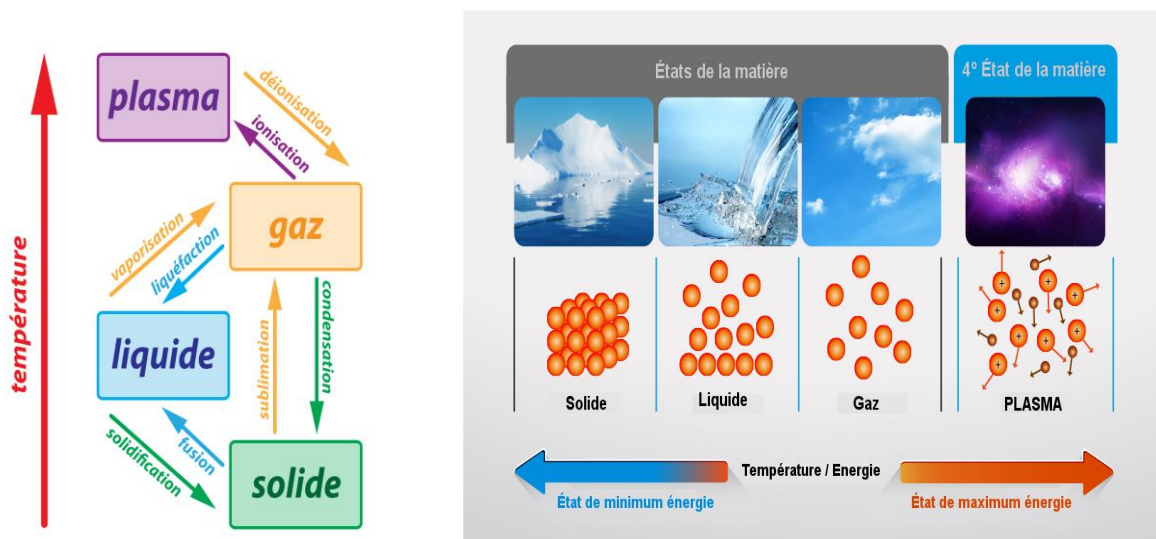 température
plasma
déionisation
ionisation
gaz
vaporisation
liquéfaction
sublimation
condensation
liquide
solidification
fusion
solide
États de la matière
4° État de la matière
+
+
+
+
+
+
+
+
Solide
Liquide
Gaz
PLASMA
Température / Energie
État de minimum énergie
État de maximum énergie